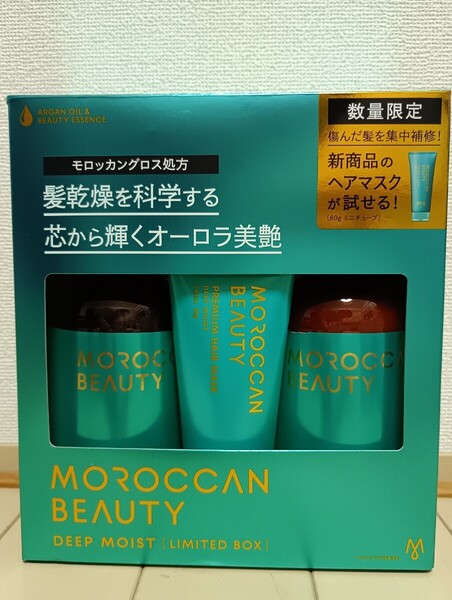 ARGAN OIL &
BEAUTY ESSENCE
数量限定
傷んだ髪を集中補修!
新商品の
ヘアマスク
が試せる!
(80g ミニチューブ)
モロッカングロス処方
髪乾燥を科学する
芯から輝くオーロラ美艶
MOROCCAN
BEAUTY
MOROCCAN
BEAUTY
PREMIUM HAIR MASK
DEEP MOIST
MOROCCAN
BEAUTY
MOROCCAN
BEAUTY
DEEP MOIST [LIMITED BOX]